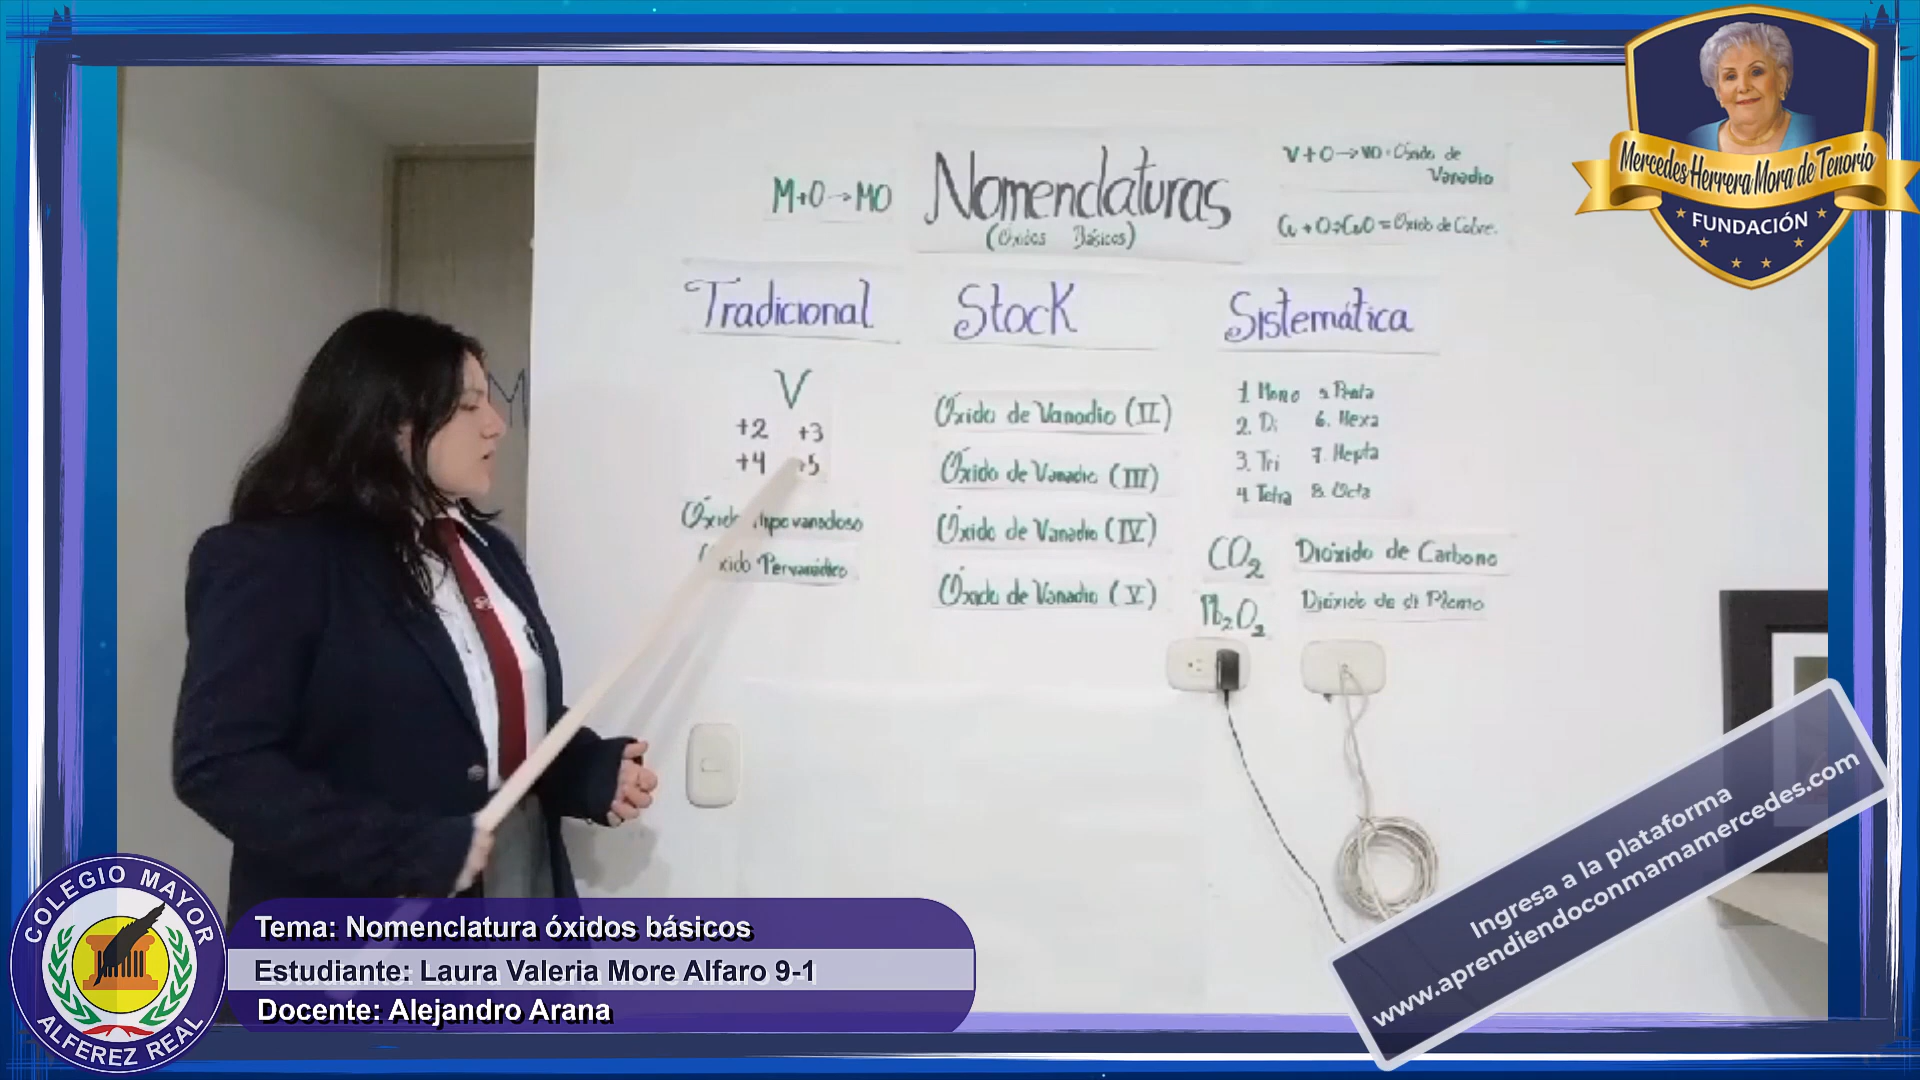 Mercedes Herrera Mora de Tenorio
FUNDACIÓN
M+O→MO
Nomenclaturas
(Óxidos Básicos)
V+O→VO=Óxido de
Vanadio
Cu+O=CuO=Óxido de Cobre.
Tradicional
Stock
Sistemática
V
+2 +3
+4 +5
hipovanadoso
Pervanádico
Óxido de Vanadio (II)
Óxido de Vanadio (III)
Óxido de Vanadio (IV)
Óxido de Vanadio (V)
1. Mono 5. Penta
2. Di 6. Hexa
3. Tri 7. Hepta
4. Tetra 8. Octa
CO2 Dióxido de Carbono
Pb2O2 Dióxido de di Plomo
COLEGIO MAYOR
ALFEREZ REAL
Tema: Nomenclatura óxidos básicos
Estudiante: Laura Valeria More Alfaro 9-1
Docente: Alejandro Arana
Ingresa a la plataforma
www.aprendiendoconmamamercedes.com